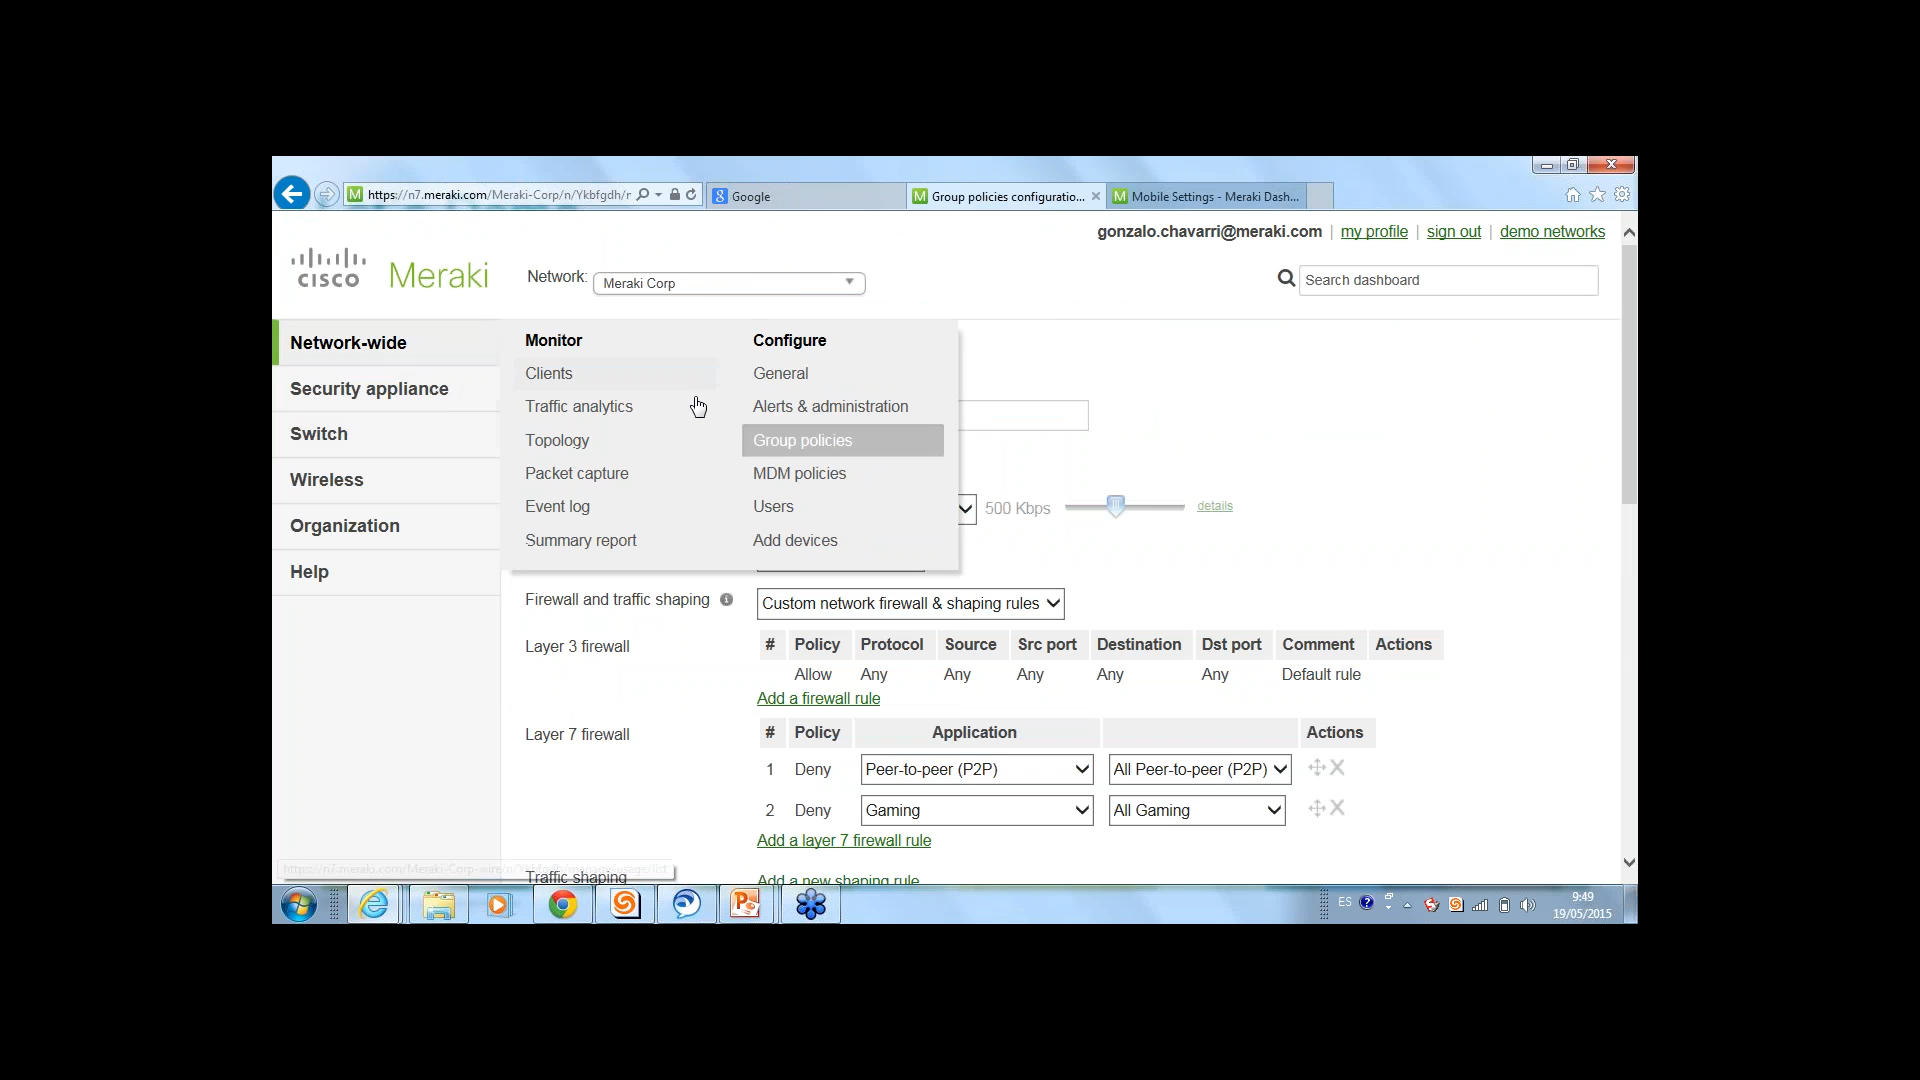 https://n7.meraki.com/Meraki-Corp/n/Ykbfgdh/r
Google
Group policies configuratio...
Mobile Settings - Meraki Dash...
gonzalo.chavarri@meraki.com | my profile | sign out | demo networks
cisco Meraki
Network: Meraki Corp
Search dashboard
Network-wide
Security appliance
Switch
Wireless
Organization
Help
Monitor
Clients
Traffic analytics
Topology
Packet capture
Event log
Summary report
Configure
General
Alerts & administration
Group policies
MDM policies
Users
Add devices
500 Kbps details
Firewall and traffic shaping Custom network firewall & shaping rules
Layer 3 firewall
# Policy Protocol Source Src port Destination Dst port Comment Actions
Allow Any Any Any Any Any Default rule
Add a firewall rule
Layer 7 firewall
# Policy Application Actions
1 Deny Peer-to-peer (P2P) All Peer-to-peer (P2P)
2 Deny Gaming All Gaming
Add a layer 7 firewall rule
Traffic shaping
Add a new shaping rule
ES
9:49
19/05/2015